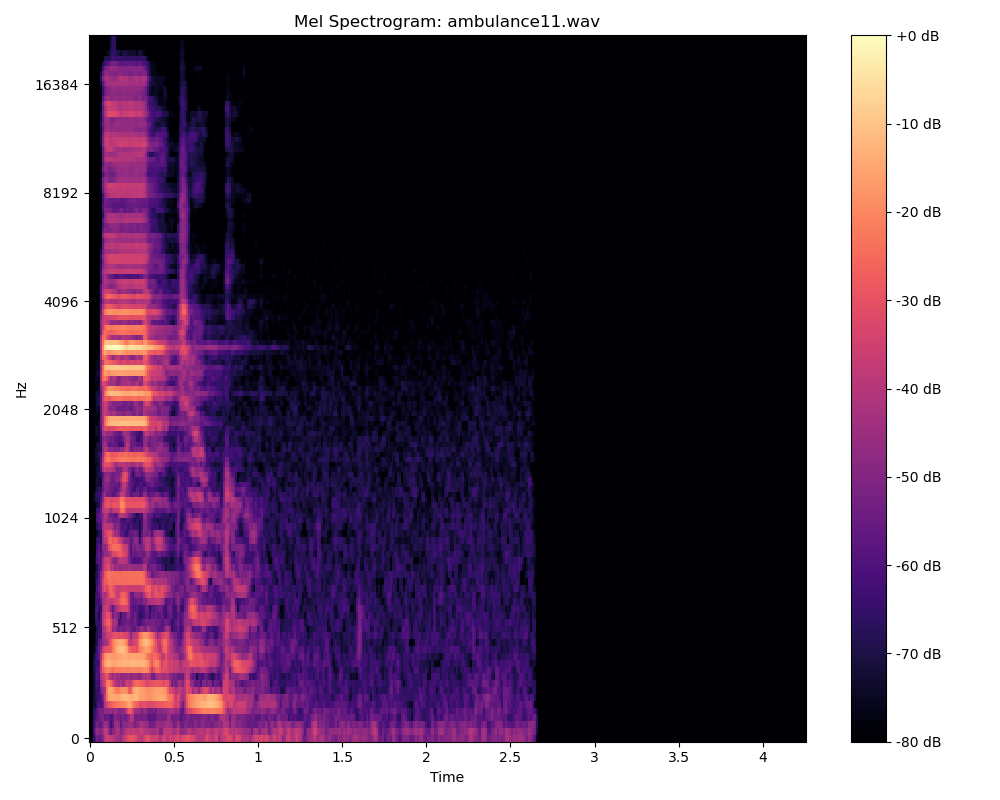 Mel Spectrogram: ambulance11.wav
16384
8192
4096
2048
1024
512
0
Hz
0 0.5 1 1.5 2 2.5 3 3.5 4
Time
+0 dB
-10 dB
-20 dB
-30 dB
-40 dB
-50 dB
-60 dB
-70 dB
-80 dB